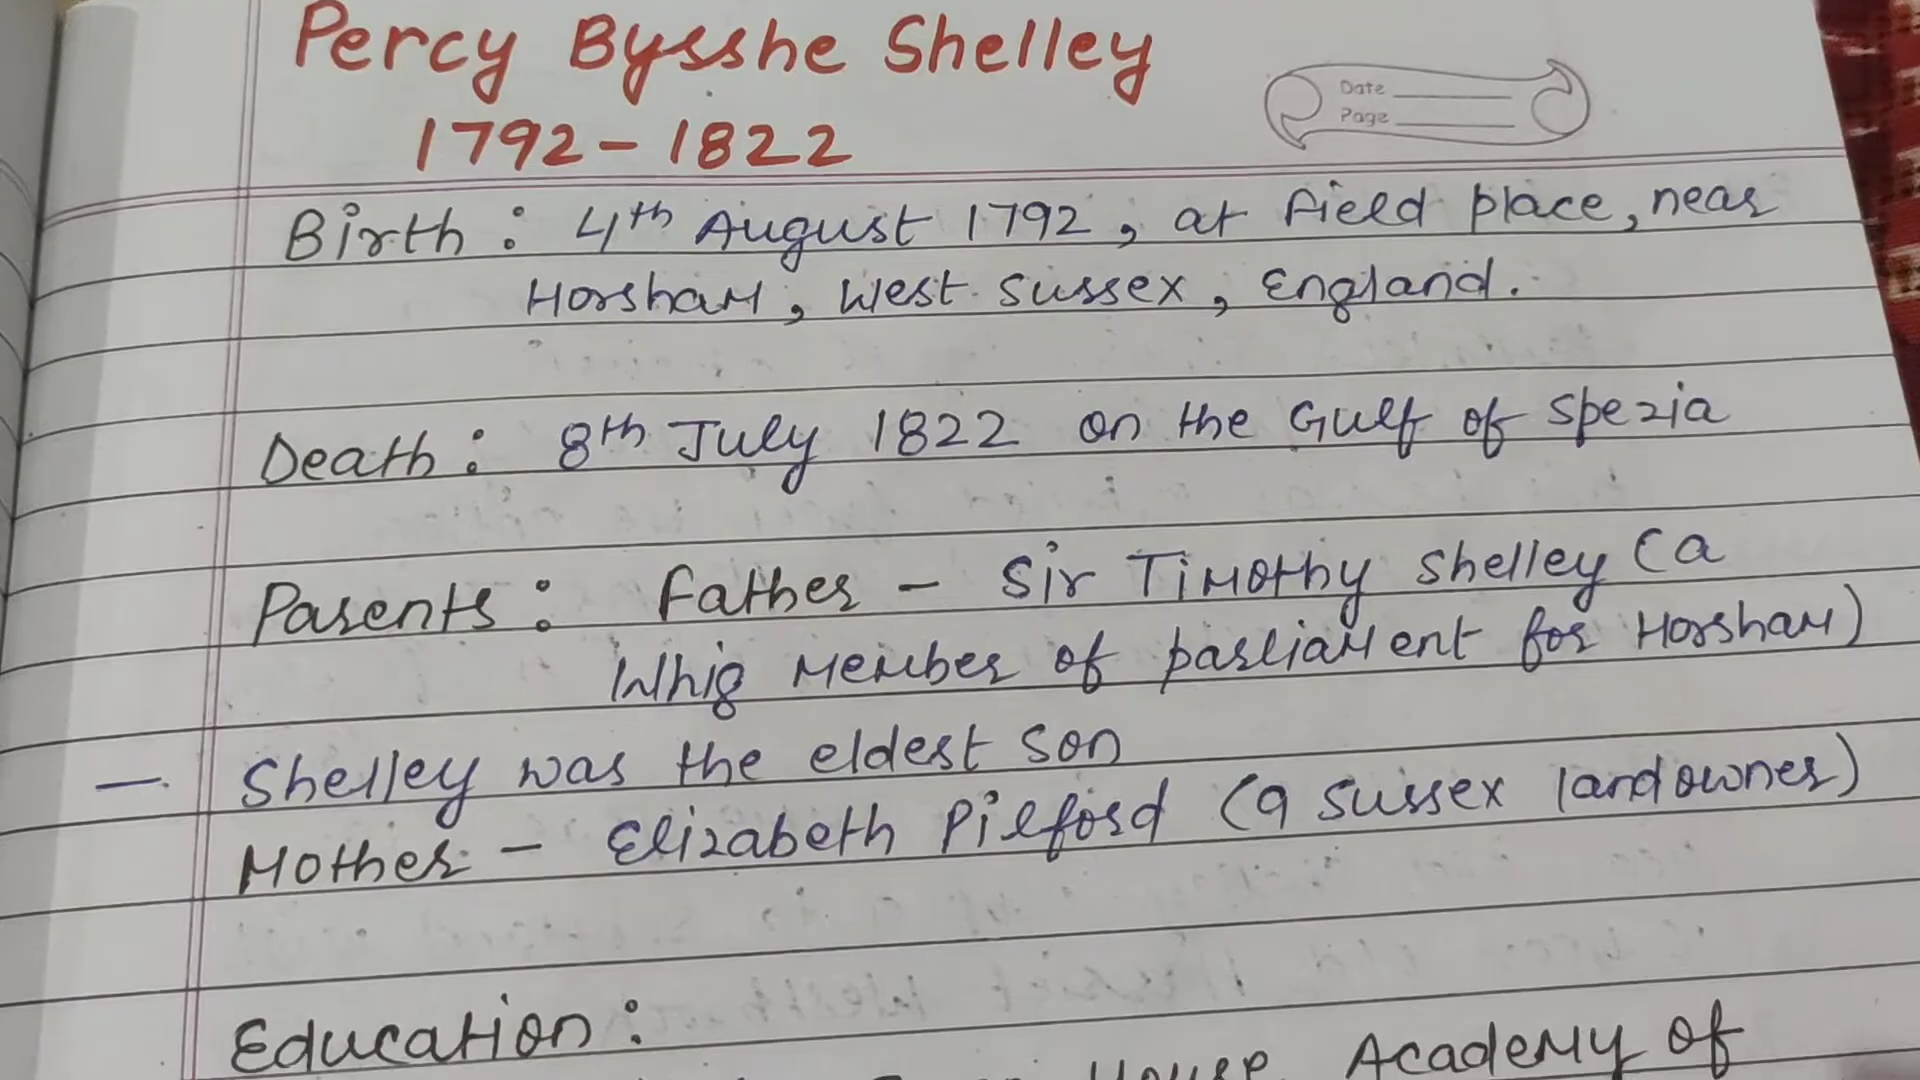 Percy Bysshe Shelley
1792-1822
Date
Page
Birth : 4th August 1792, at Field place, near
Horsham, West Sussex, England.
Death : 8th July 1822 on the Gulf of Spezia
Parents : Father - Sir Timothy Shelley (a
Whig Member of parliament for Horsham)
— Shelley was the eldest son
Mother - Elizabeth Pilford (a Sussex landowner)
Education :
House Academy of